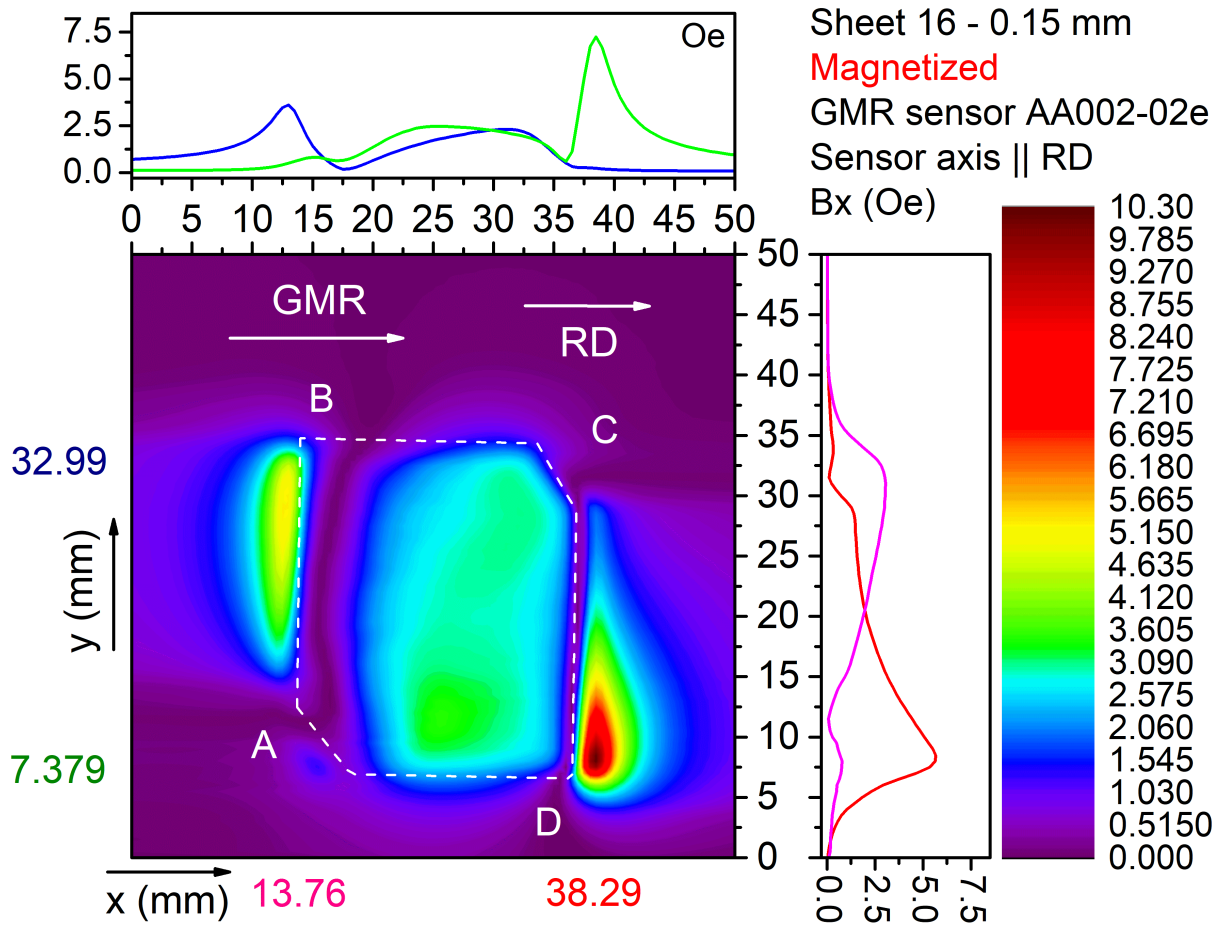 7.5
5.0
2.5
0.0
Oe
0 5 10 15 20 25 30 35 40 45 50
Sheet 16 - 0.15 mm
Magnetized
GMR sensor AA002-02e
Sensor axis || RD
Bx (Oe)
10.30
9.785
9.270
8.755
8.240
7.725
7.210
6.695
6.180
5.665
5.150
4.635
4.120
3.605
3.090
2.575
2.060
1.545
1.030
0.5150
0.000
GMR
RD
B
C
A
D
32.99
7.379
y (mm)
50
45
40
35
30
25
20
15
10
5
0
x (mm)
13.76
38.29
0.0
2.5
5.0
7.5